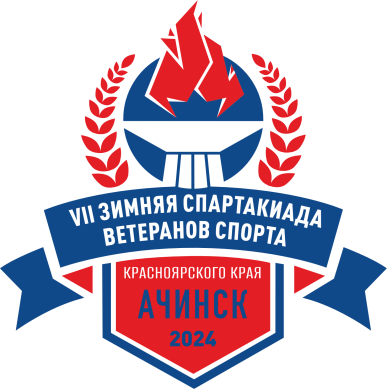 VII ЗИМНЯЯ СПАРТАКИАДА
ВЕТЕРАНОВ СПОРТА
КРАСНОЯРСКОГО КРАЯ
АЧИНСК
2024